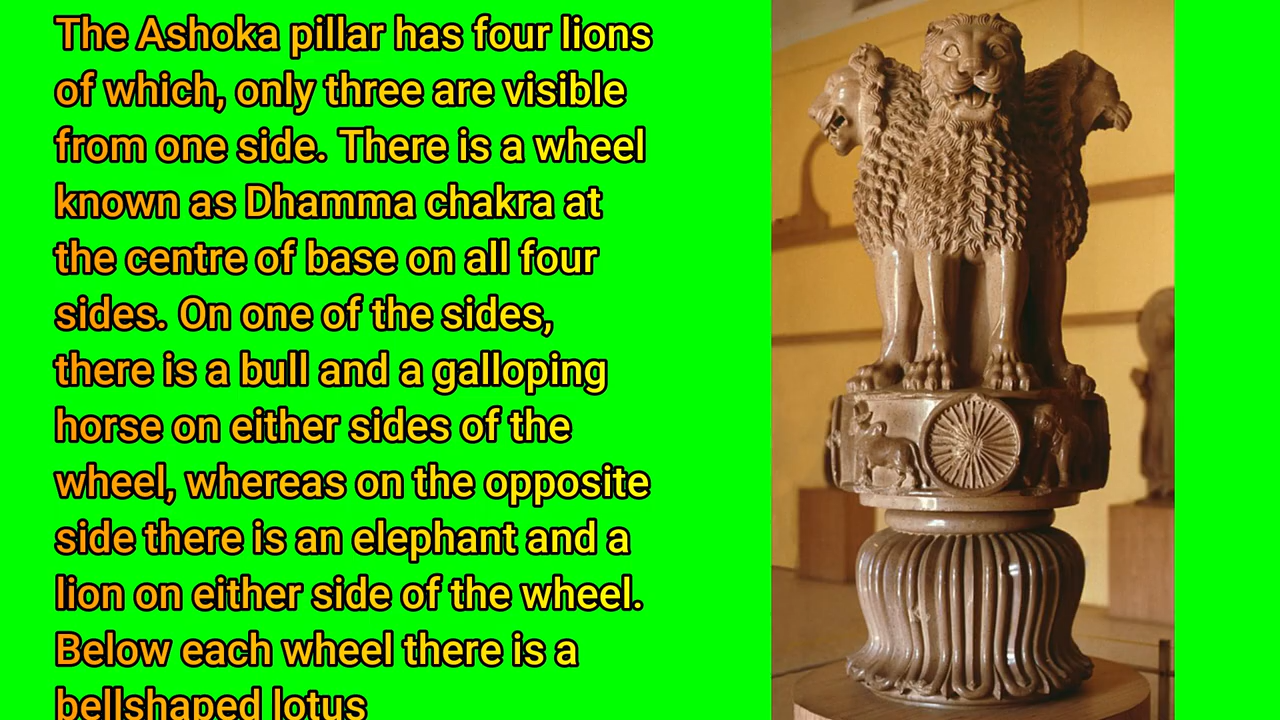 The Ashoka pillar has four lions
of which, only three are visible
from one side. There is a wheel
known as Dhamma chakra at
the centre of base on all four
sides. On one of the sides,
there is a bull and a galloping
horse on either sides of the
wheel, whereas on the opposite
side there is an elephant and a
lion on either side of the wheel.
Below each wheel there is a
bellshaped lotus